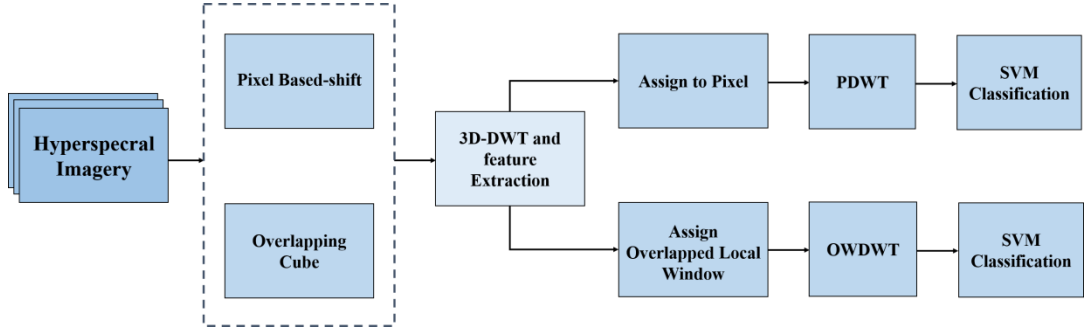 Hyperspecral
Imagery
Pixel Based-shift
Overlapping
Cube
3D-DWT and
feature
Extraction
Assign to Pixel
PDWT
SVM
Classification
Assign
Overlapped Local
Window
OWDWT
SVM
Classification